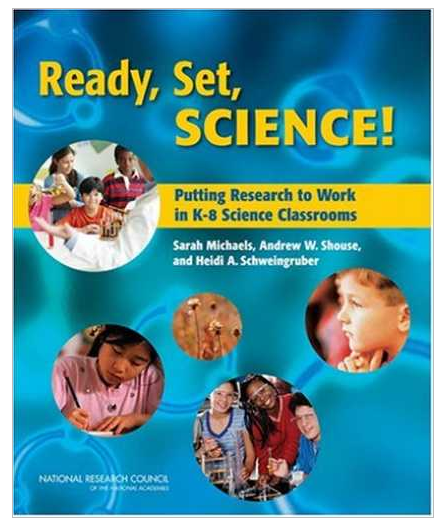 Ready, Set,
SCIENCE!
Putting Research to Work
in K-8 Science Classrooms
Sarah Michaels, Andrew W. Shouse,
and Heidi A. Schweingruber
NATIONAL RESEARCH COUNCIL
OF THE NATIONAL ACADEMIES